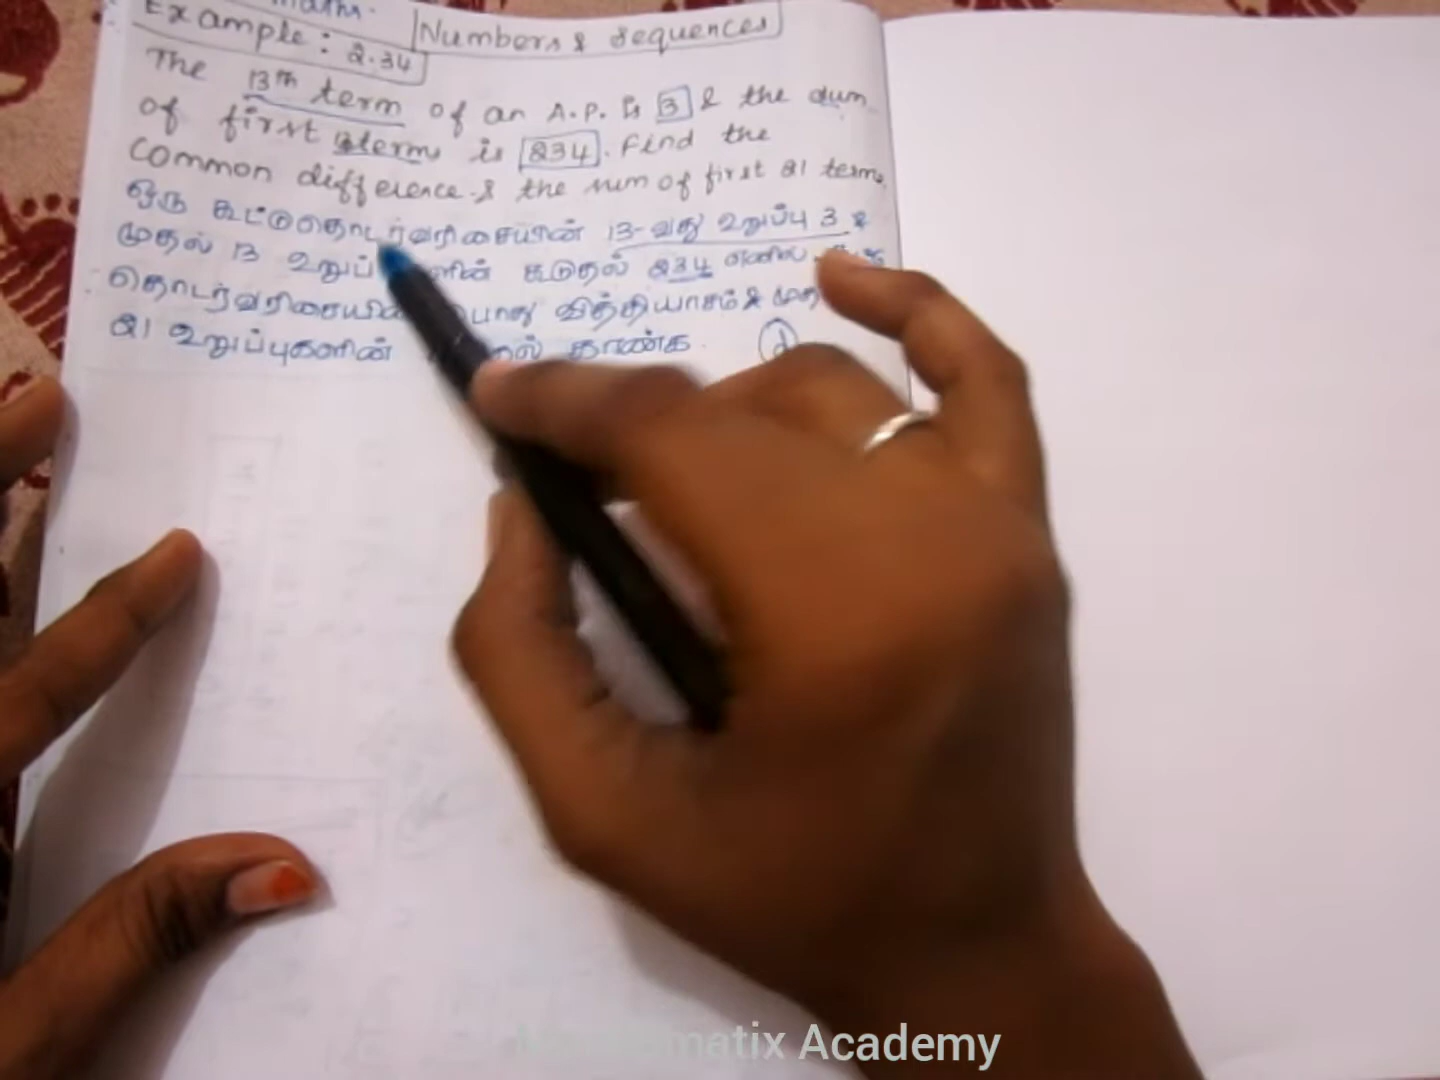 maths.
Example: 2.34
Numbers & Sequences
The 13th term of an A.P. is 3 & the sum
of first 13 terms is 234. Find the
common difference & the sum of first 21 terms.
ஒரு கூட்டுதொடர்வரிசையின் 13-வது உறுப்பு 3 &
முதல் 13 கூடுதல் 234 எனில்
தொடர்வரிசையின் வித்தியாசம் &
21 உறுப்புகளின் காண்க. d
Academy